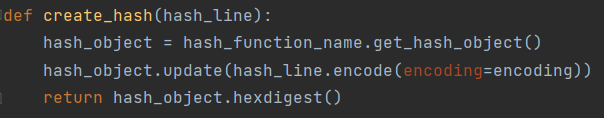 def create_hash(hash_line):
    hash_object = hash_function_name.get_hash_object()
    hash_object.update(hash_line.encode(encoding=encoding))
    return hash_object.hexdigest()